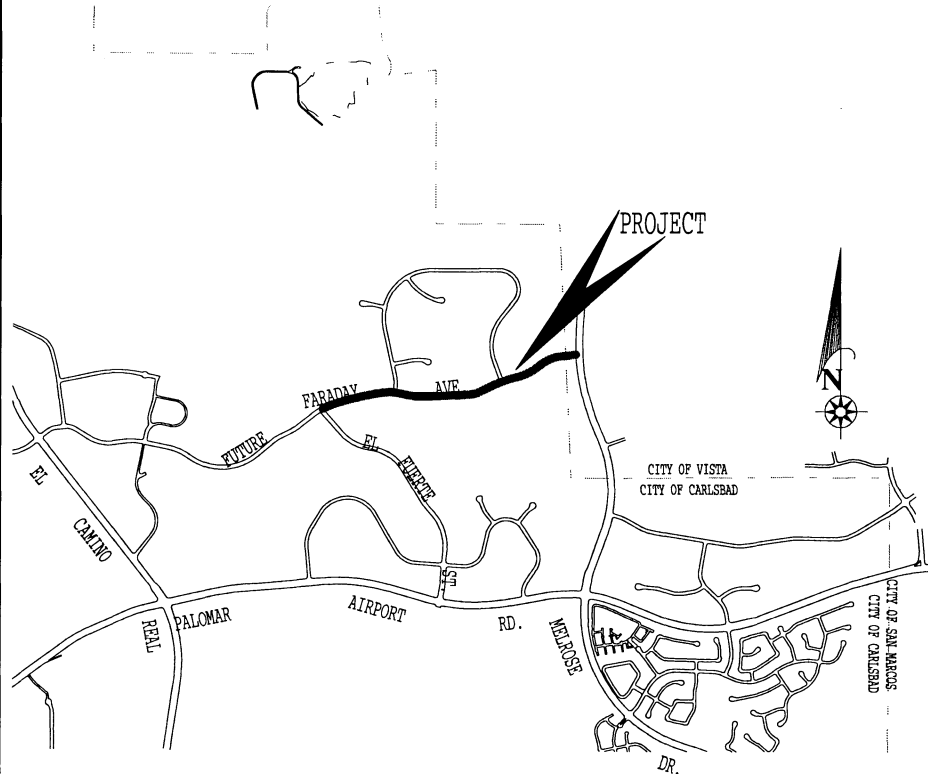 PROJECT
N
FARADAY AVE
FUTURE
EL FUERTE ST.
CITY OF VISTA
CITY OF CARLSBAD
EL CAMINO REAL
PALOMAR AIRPORT RD.
MELROSE DR.
CITY OF SAN MARCOS
CITY OF CARLSBAD